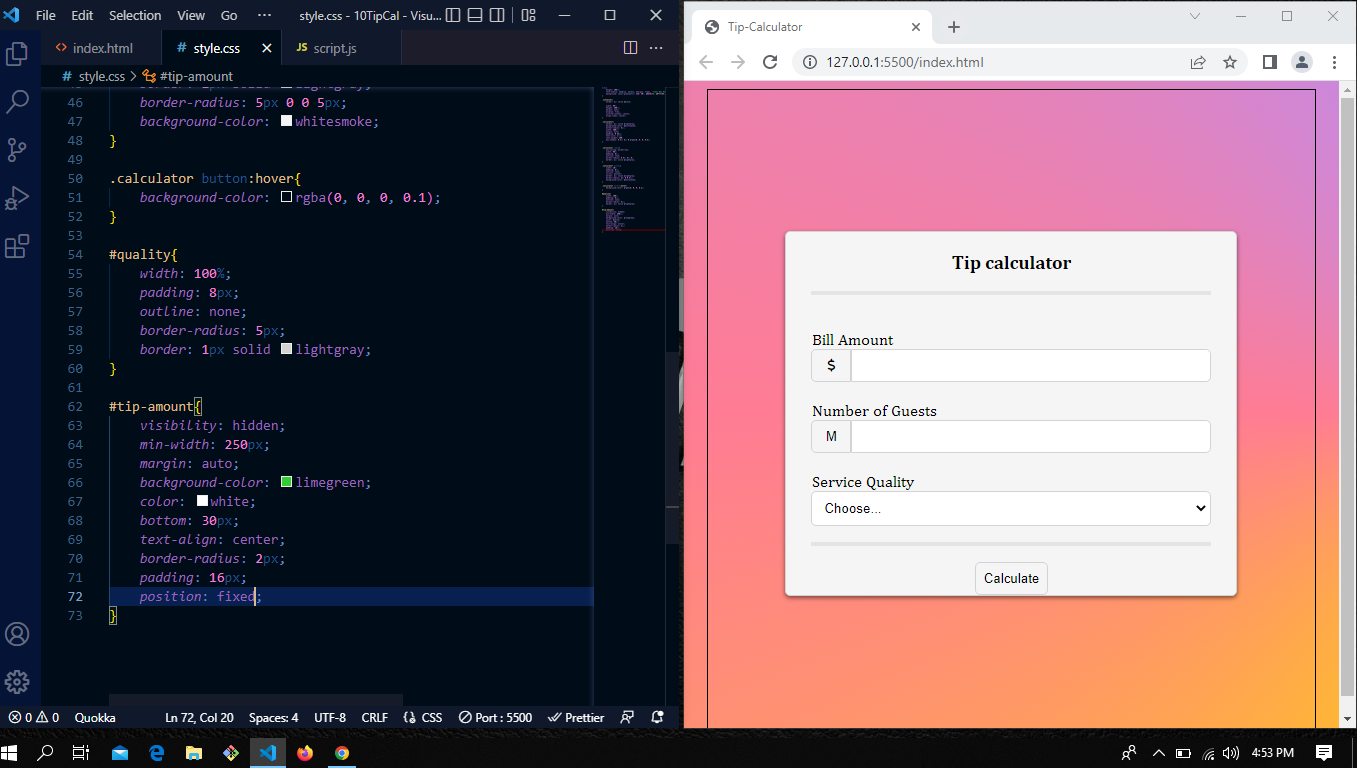 File Edit Selection View Go ··· style.css - 10TipCal - Visu...
index.html # style.css JS script.js
# style.css > #tip-amount
46 border-radius: 5px 0 0 5px;
47 background-color: whitesmoke;
48 }
49
50 .calculator button:hover{
51 background-color: rgba(0, 0, 0, 0.1);
52 }
53
54 #quality{
55 width: 100%;
56 padding: 8px;
57 outline: none;
58 border-radius: 5px;
59 border: 1px solid lightgray;
60 }
61
62 #tip-amount{
63 visibility: hidden;
64 min-width: 250px;
65 margin: auto;
66 background-color: limegreen;
67 color: white;
68 bottom: 30px;
69 text-align: center;
70 border-radius: 2px;
71 padding: 16px;
72 position: fixed;
73 }
0 0 Quokka Ln 72, Col 20 Spaces: 4 UTF-8 CRLF CSS Port : 5500 Prettier
Tip-Calculator
127.0.0.1:5500/index.html
Tip calculator
Bill Amount
$
Number of Guests
M
Service Quality
Choose...
Calculate
4:53 PM